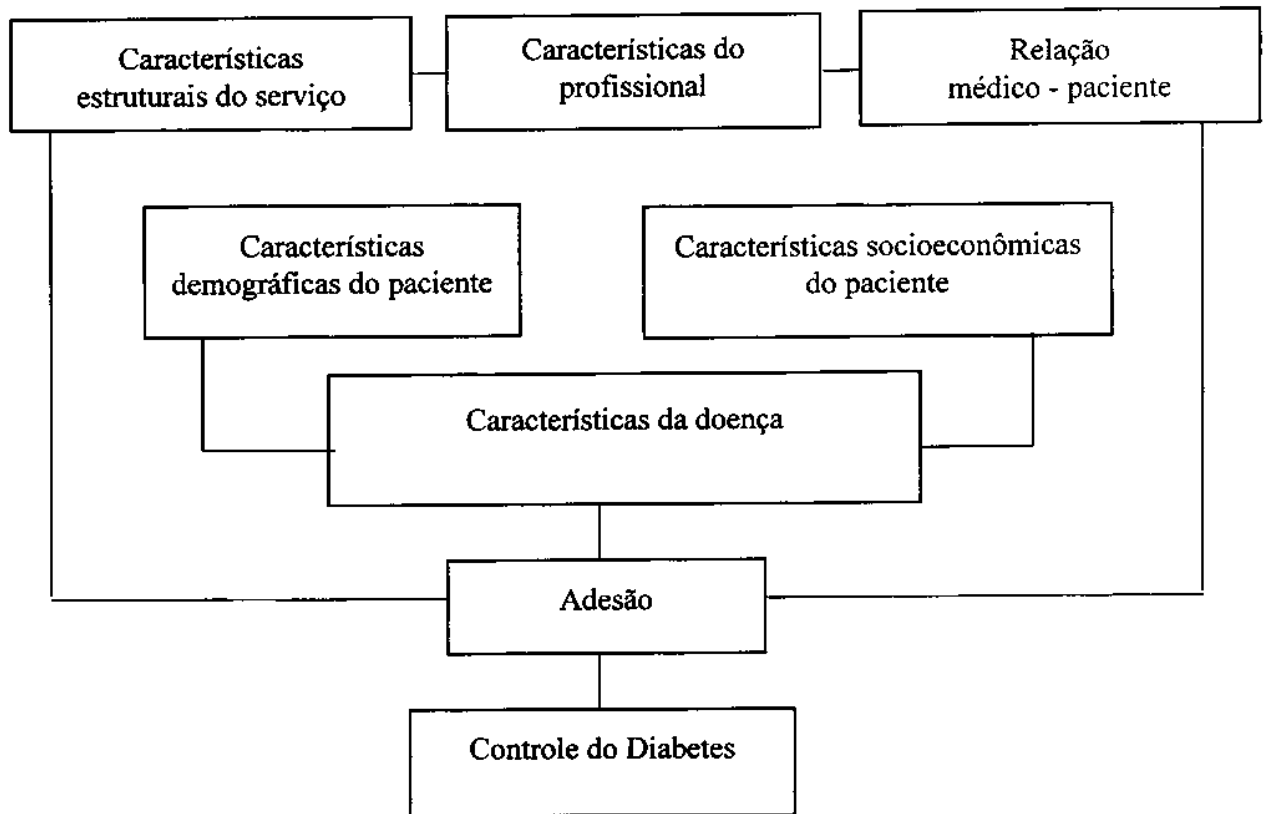 Características
estruturais do serviço
Características do
profissional
Relação
médico - paciente
Características
demográficas do paciente
Características socioeconômicas
do paciente
Características da doença
Adesão
Controle do Diabetes